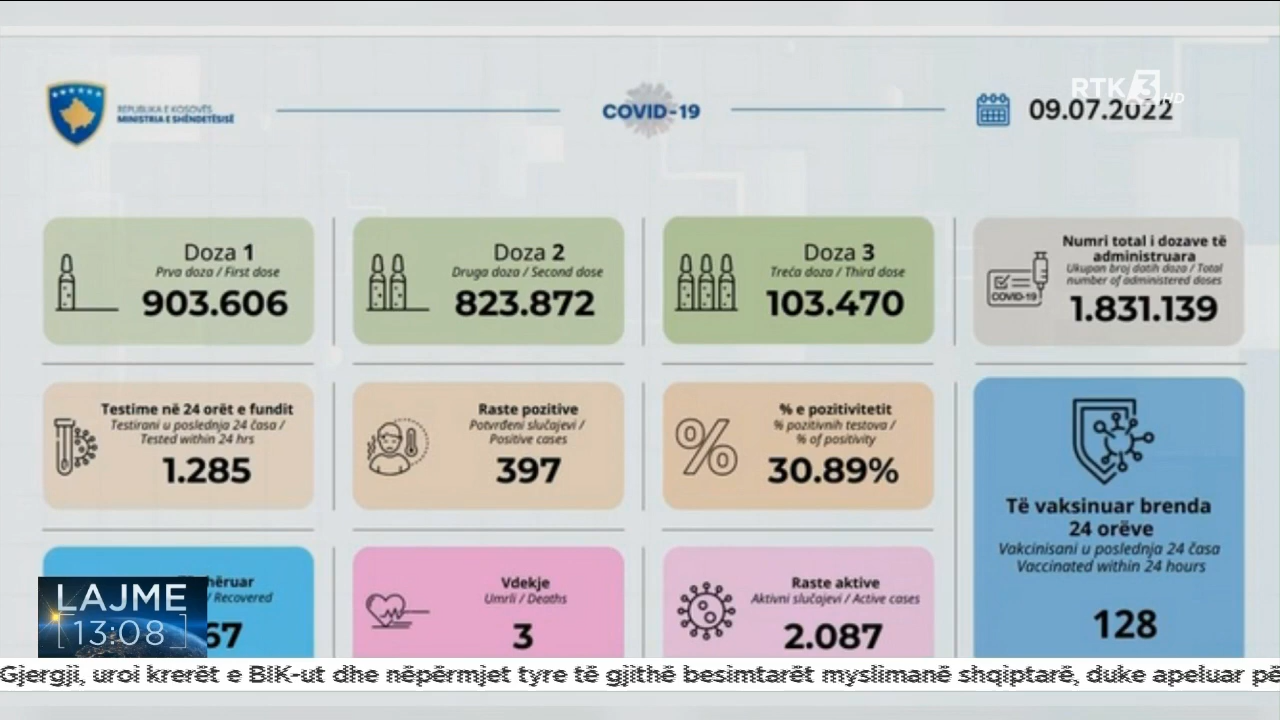 REPUBLIKA E KOSOVËS
MINISTRIA E SHËNDETËSISË
COVID-19
RTK 3 HD
09.07.2022
Doza 1
Prva doza / First dose
903.606
Doza 2
Druga doza / Second dose
823.872
Doza 3
Treća doza / Third dose
103.470
Numri total i dozave të
administruara
Ukupan broj datih doza / Total
number of administered doses
1.831.139
COVID-19
Testime në 24 orët e fundit
Testirani u poslednja 24 časa /
Tested within 24 hrs
1.285
Raste pozitive
Potvrđeni slučajevi /
Positive cases
397
% e pozitivitetit
% pozitivnih testova /
% of positivity
30.89%
Të vaksinuar brenda
24 orëve
Vakcinisani u poslednja 24 časa
Vaccinated within 24 hours
128
/ Recovered
67
Vdekje
Umrli / Deaths
3
Raste aktive
Aktivni slučajevi / Active cases
2.087
LAJME
13:08
Gjergji, uroi krerët e BIK-ut dhe nëpërmjet tyre të gjithë besimtarët myslimanë shqiptarë, duke apeluar pë